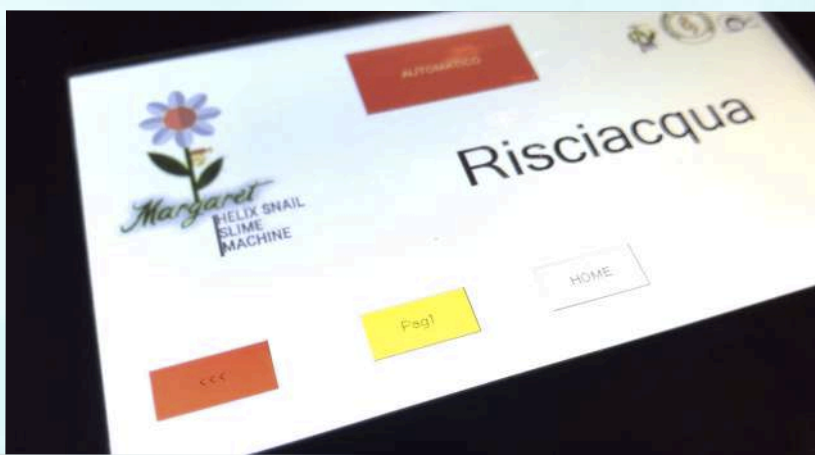 AUTOMATICO
Risciacqua
Margaret
HELIX SNAIL
SLIME
MACHINE
<<<
Pag1
HOME